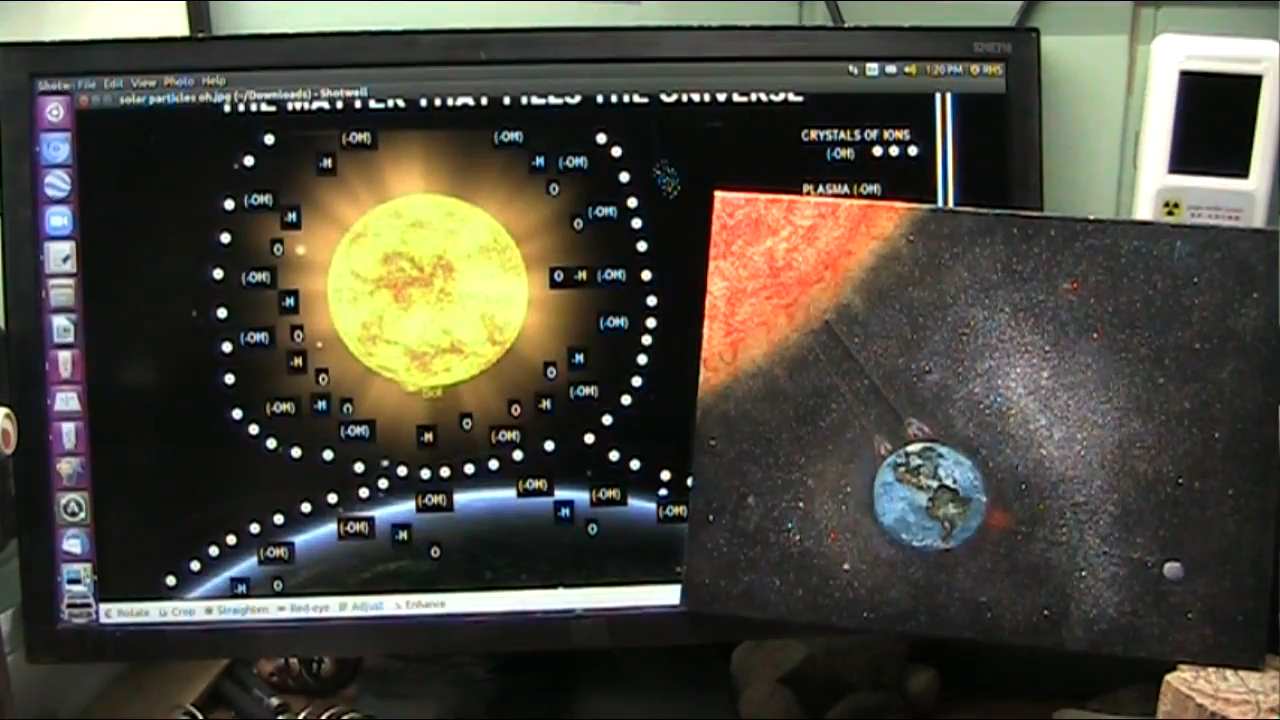 Shotw File Edit View Photo Help
1:20 PM RHS
solar particles oh.jpg (~/Downloads) - Shotwell
THE MATTER THAT FILLS THE UNIVERSE
CRYSTALS OF IONS
(-OH)
PLASMA (-OH)
(-OH) (-OH)
-H -H (-OH)
O
(-OH) (-OH)
-H O
O
(-OH) O -H (-OH)
-H
(-OH)
(-OH) O
-H -H
O O
(-OH)
(-OH) -H O O -H
(-OH) O
-H (-OH)
(-OH) (-OH) (-OH)
(-OH) -H -H (-OH)
O
(-OH) O
-H O
Rotate Crop Straighten Red-eye Adjust Enhance